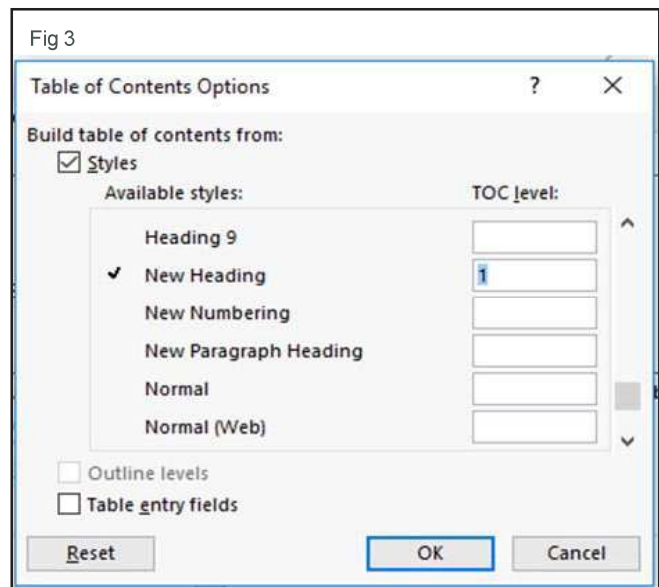 Fig 3
Table of Contents Options ?
Build table of contents from:
Styles
Available styles: TOC level:
Heading 9
New Heading 1
New Numbering
New Paragraph Heading
Normal
Normal (Web)
Outline levels
Table entry fields
Reset OK Cancel